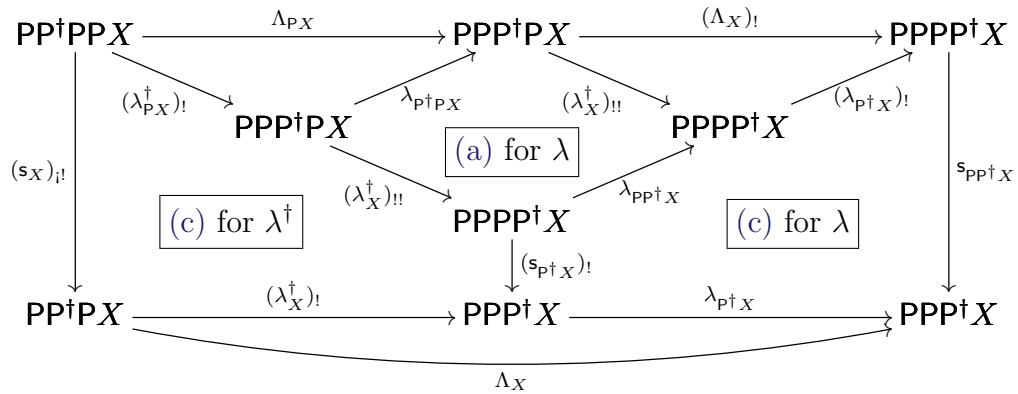 PP†PPX Λ_{PX} PPP†PX (Λ_X)_! PPPP†X
(λ†_{PX})_! λ_{P†PX} (λ†_X)_{!!} (λ_{P†X})_!
PPP†PX PPPP†X
(a) for λ
(s_X)_{¡!} (λ†_X)_{!!} λ_{PP†X} s_{PP†X}
(c) for λ† PPPP†X (c) for λ
(s_{P†X})_!
(λ†_X)_! λ_{P†X}
PP†PX PPP†X PPP†X
Λ_X